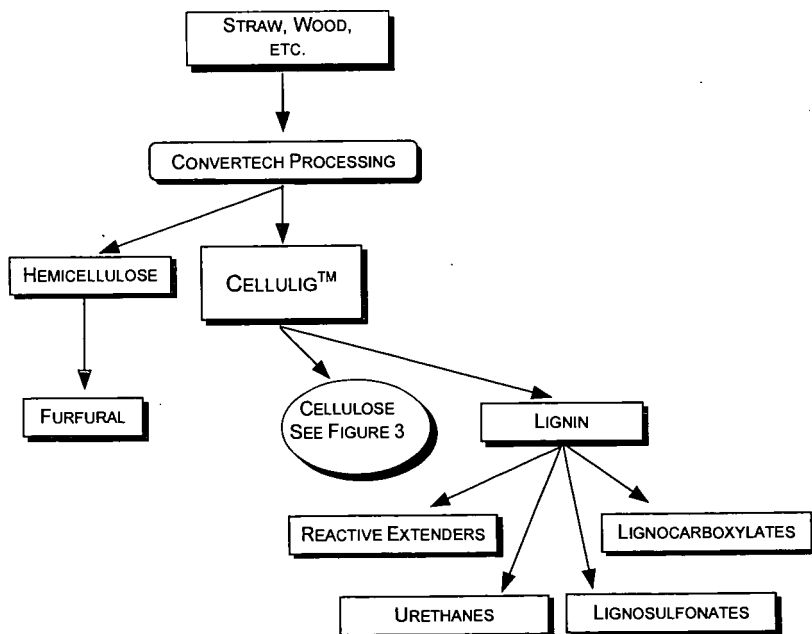 STRAW, WOOD,
ETC.
CONVERTECH PROCESSING
HEMICELLULOSE
CELLULIG™
FURFURAL
CELLULOSE
SEE FIGURE 3
LIGNIN
REACTIVE EXTENDERS
LIGNOCARBOXYLATES
URETHANES
LIGNOSULFONATES